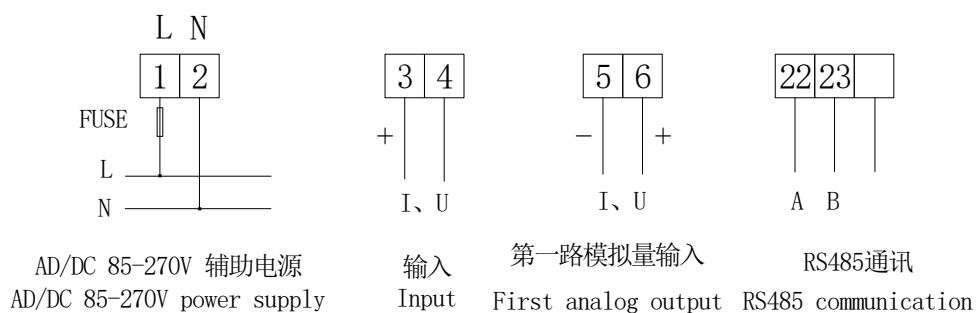 L N
1 2
3 4
5 6
22 23
FUSE
+
- +
L
N
I、U
I、U
A B
AD/DC 85-270V 辅助电源
AD/DC 85-270V power supply
输入
Input
第一路模拟量输入
First analog output
RS485通讯
RS485 communication